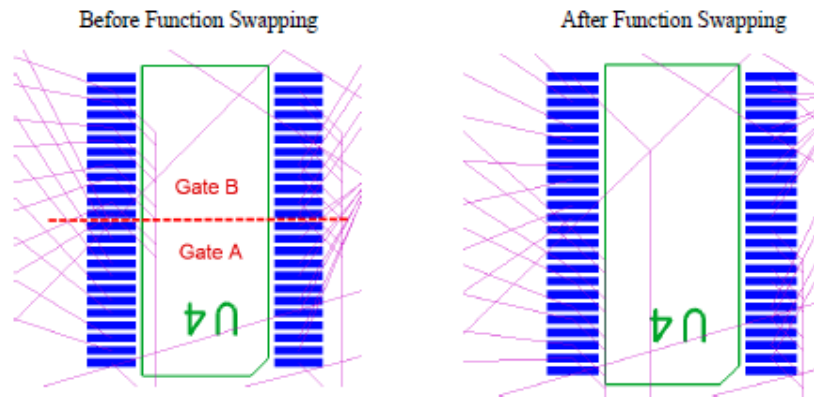 Before Function Swapping
After Function Swapping
Gate B
Gate A
U4
U4